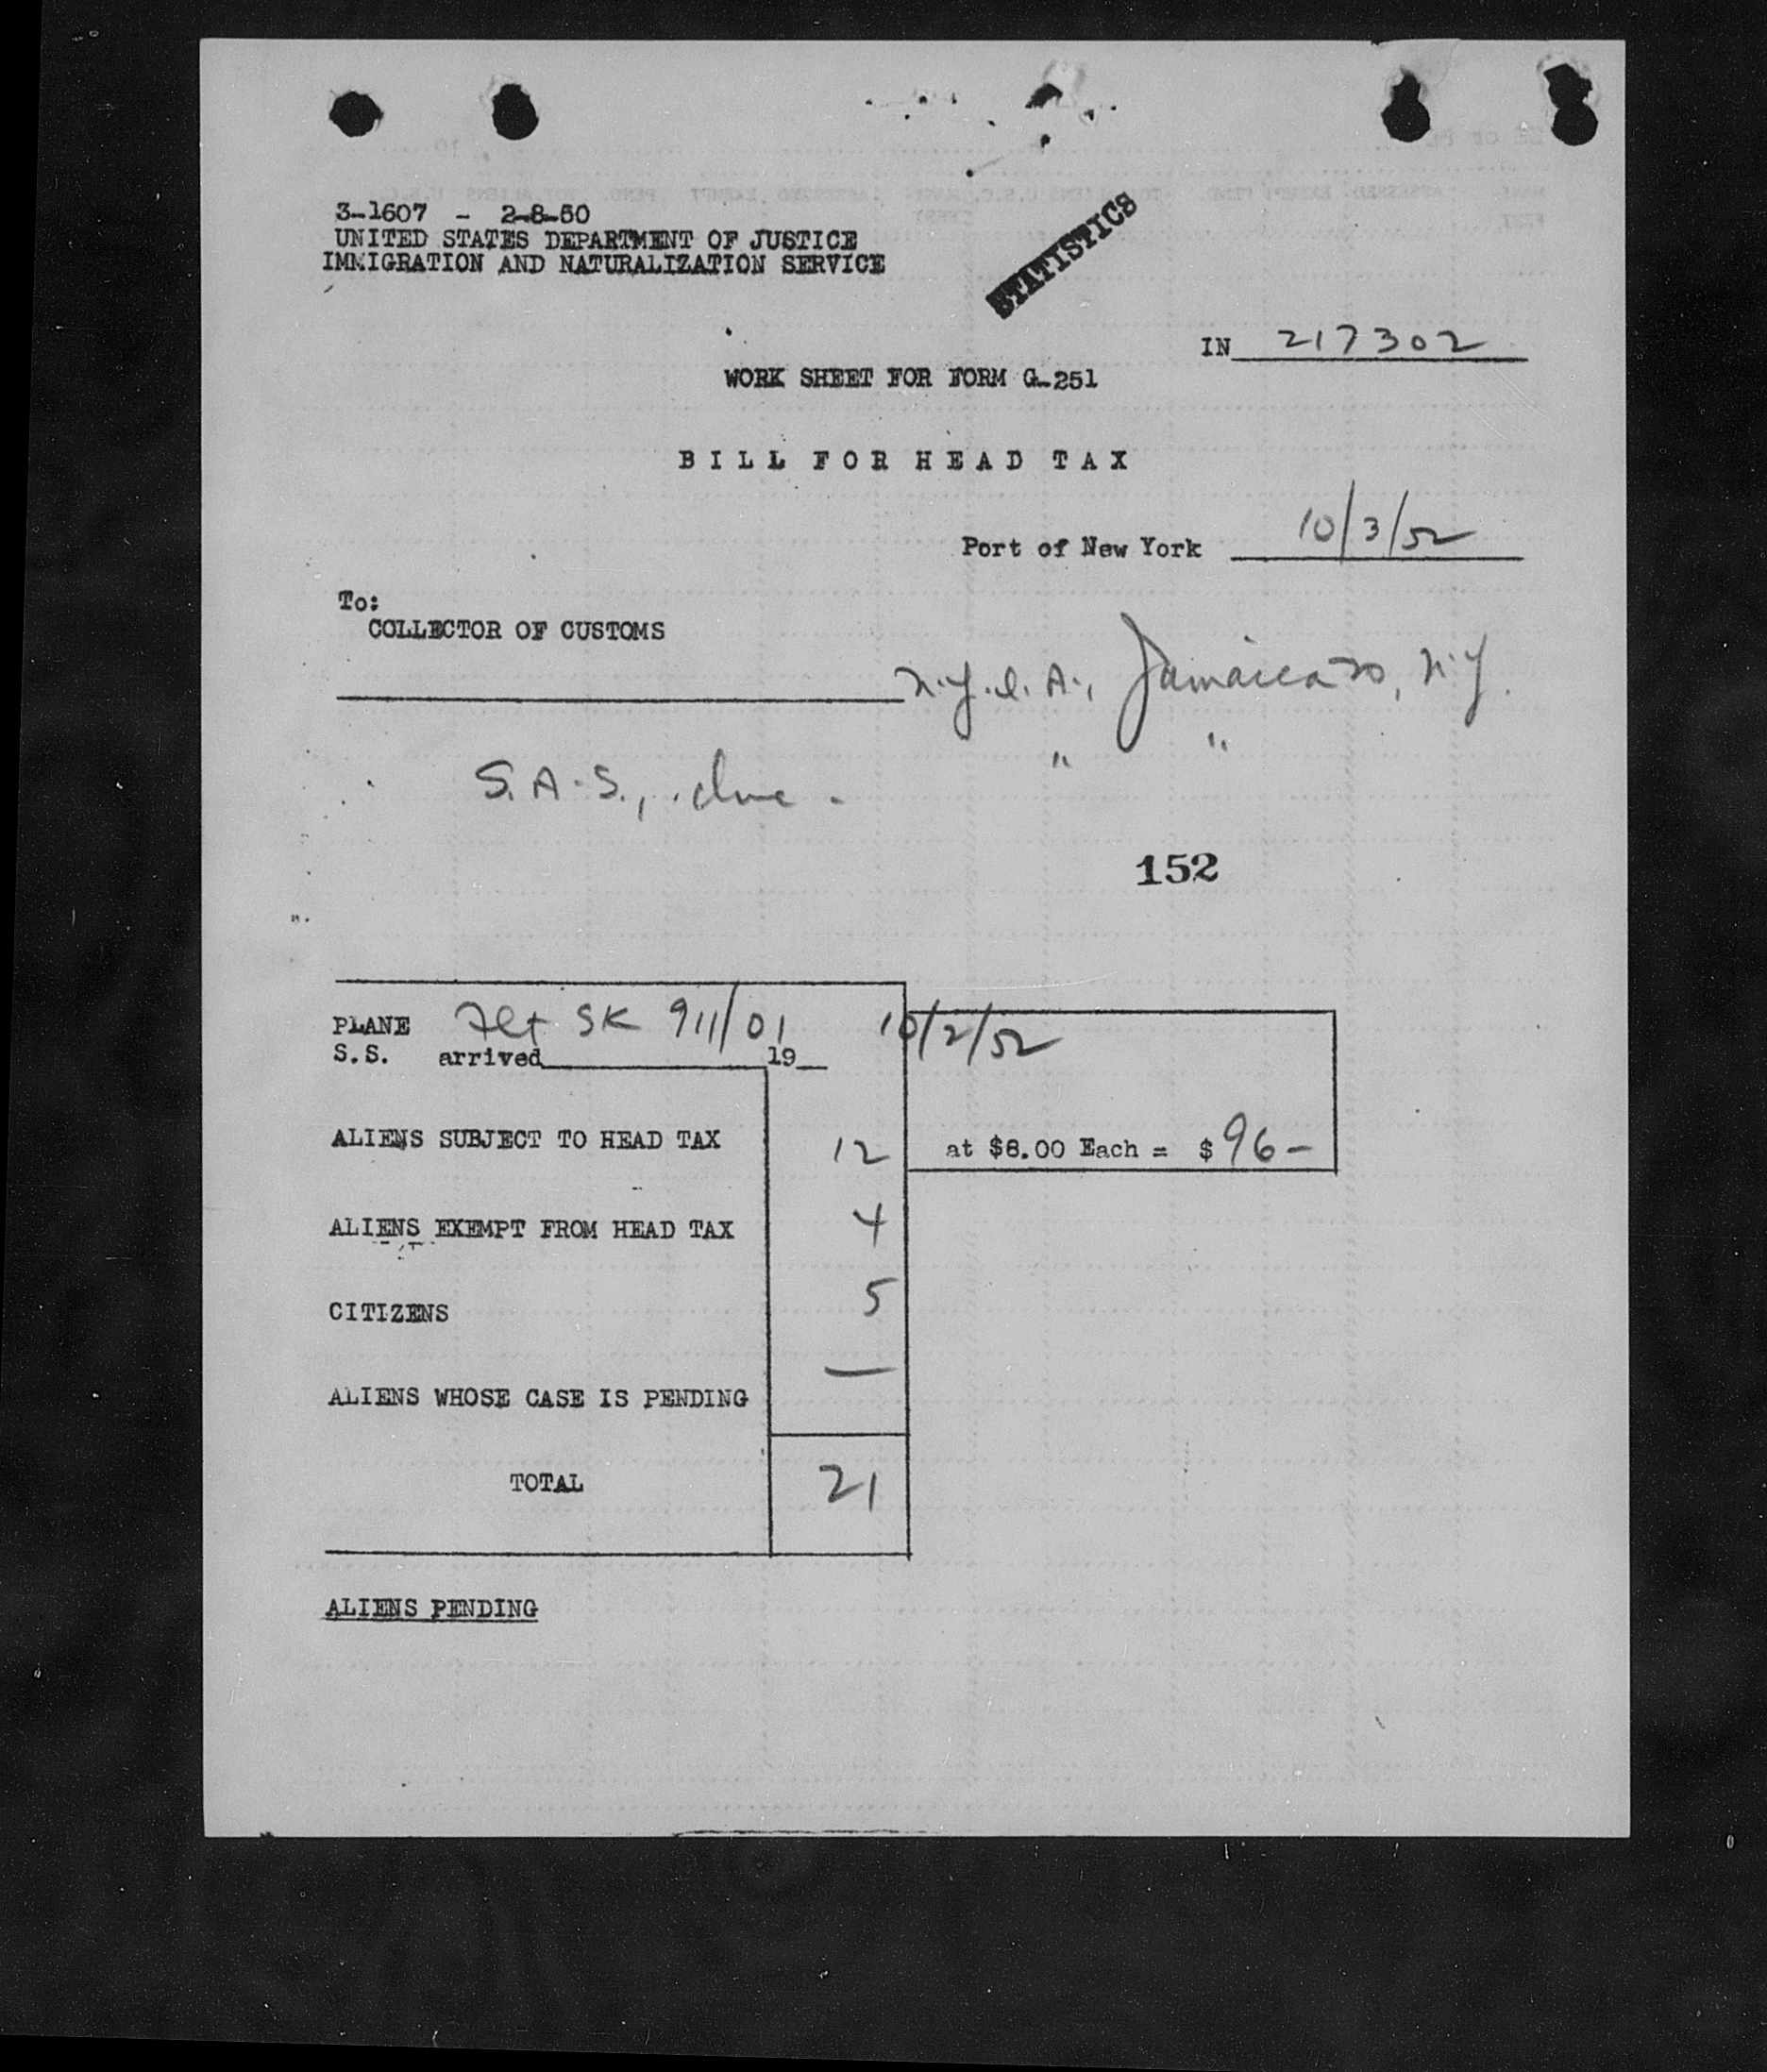 3-1607 - 2-8-50
UNITED STATES DEPARTMENT OF JUSTICE
IMMIGRATION AND NATURALIZATION SERVICE
STATISTICS
IN 217302
WORK SHEET FOR FORM G-251
BILL FOR HEAD TAX
Port of New York 10/3/52
To:
COLLECTOR OF CUSTOMS
N.Y.I.A., Jamaica 30, N.Y.
S.A.S., Inc. " "
152
PLANE Flt SK 911/01 10/2/52
S.S. arrived 19
ALIENS SUBJECT TO HEAD TAX 12 at $8.00 Each = $96-
ALIENS EXEMPT FROM HEAD TAX 4
CITIZENS 5
ALIENS WHOSE CASE IS PENDING —
TOTAL 21
ALIENS PENDING